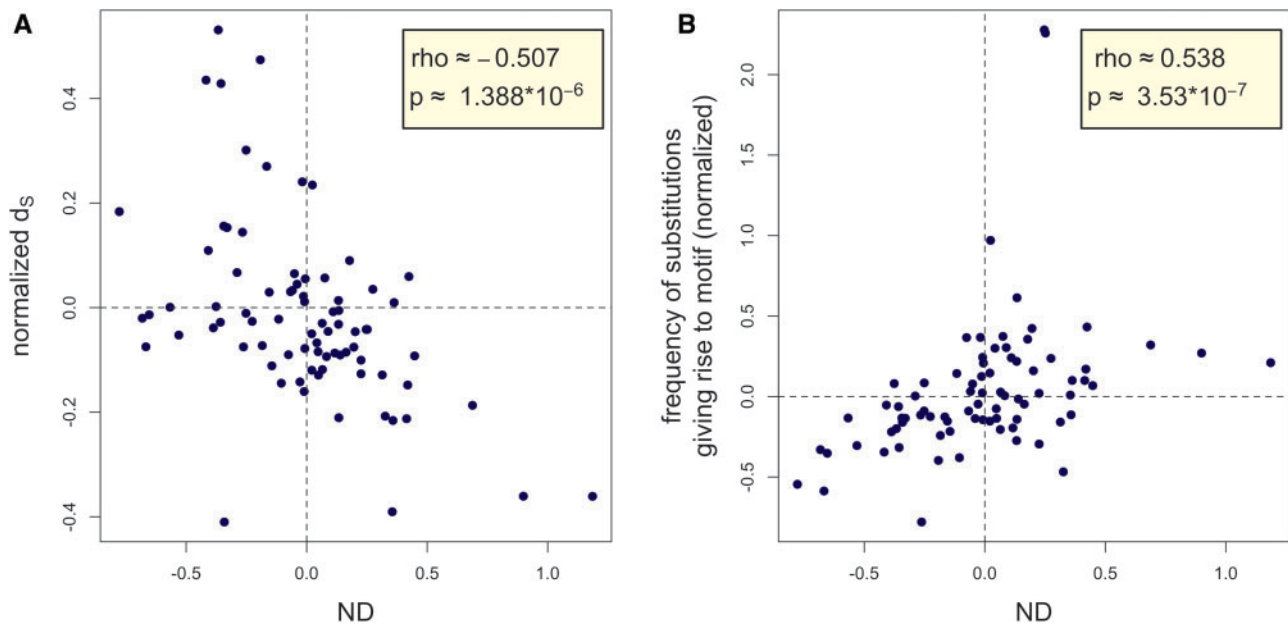 A
rho ≈ −0.507
p ≈ 1.388*10⁻⁶
normalized dS
0.4
0.2
0.0
-0.2
-0.4
-0.5
0.0
0.5
1.0
ND
B
rho ≈ 0.538
p ≈ 3.53*10⁻⁷
frequency of substitutions
giving rise to motif (normalized)
2.0
1.5
1.0
0.5
0.0
-0.5
-0.5
0.0
0.5
1.0
ND